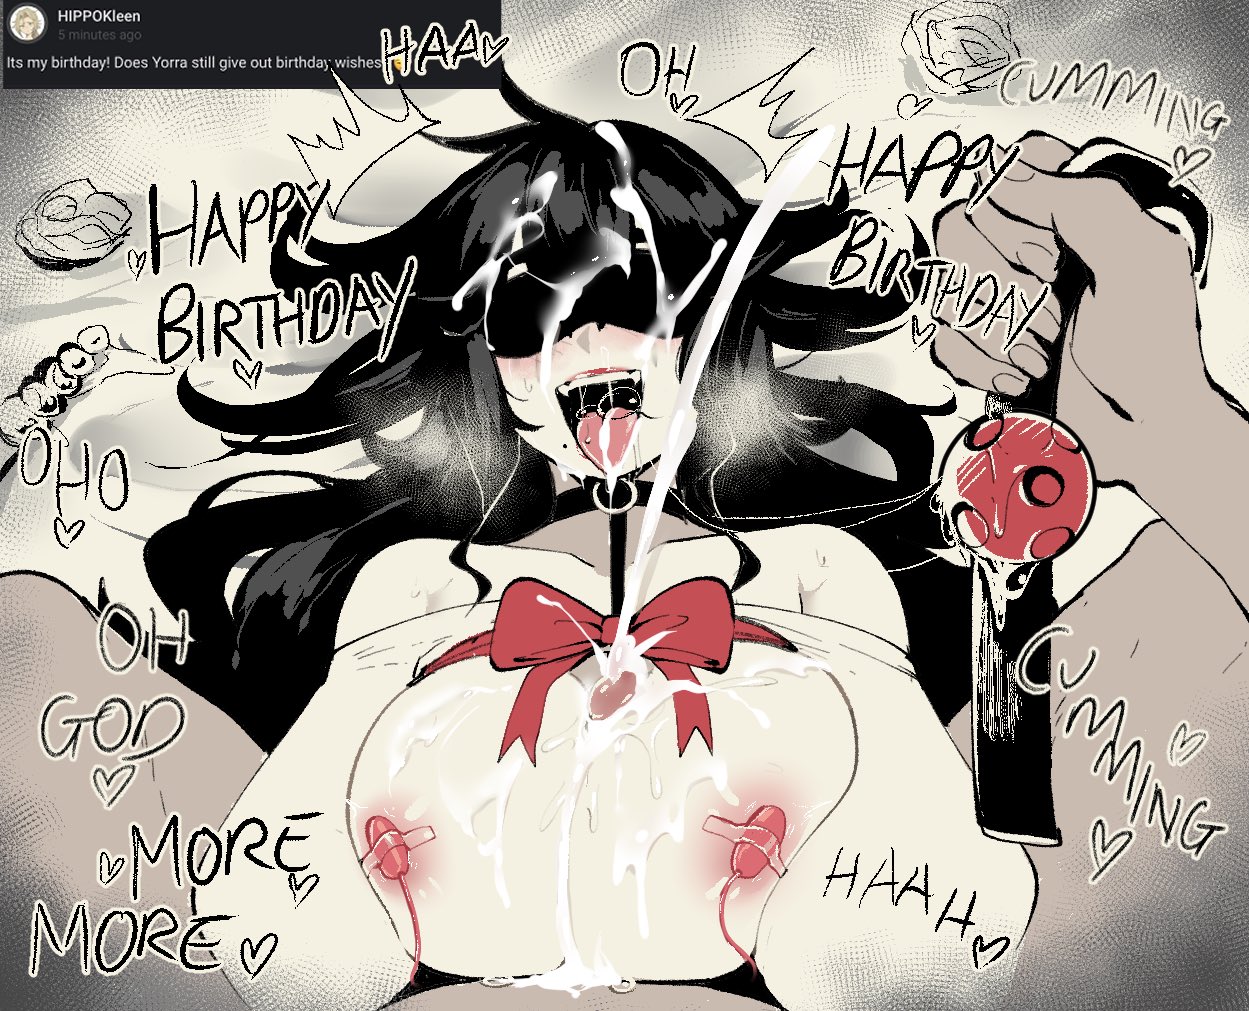 HIPPOKleen
5 minutes ago
Its my birthday! Does Yorra still give out birthday wishes
HAA♡
OH
♡
CUMMING
♡
HAPPY
BIRTHDAY
♡
HAPPY
BIRTHDAY
♡
OHO
♡
OH
GOD
♡
CUMMING
♡
♡MORE
♡
MORE♡
HAAH
♡